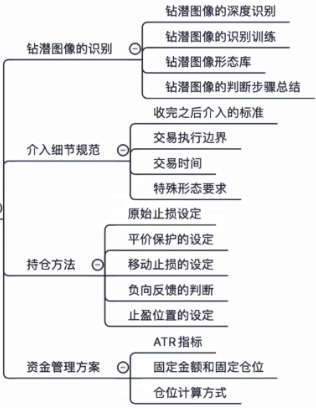 钻潜图像的识别
钻潜图像的深度识别
钻潜图像的识别训练
钻潜图像形态库
钻潜图像的判断步骤总结
介入细节规范
收完之后介入的标准
交易执行边界
交易时间
特殊形态要求
持仓方法
原始止损设定
平价保护的设定
移动止损的设定
负向反馈的判断
止盈位置的设定
资金管理方案
ATR指标
固定金额和固定仓位
仓位计算方式